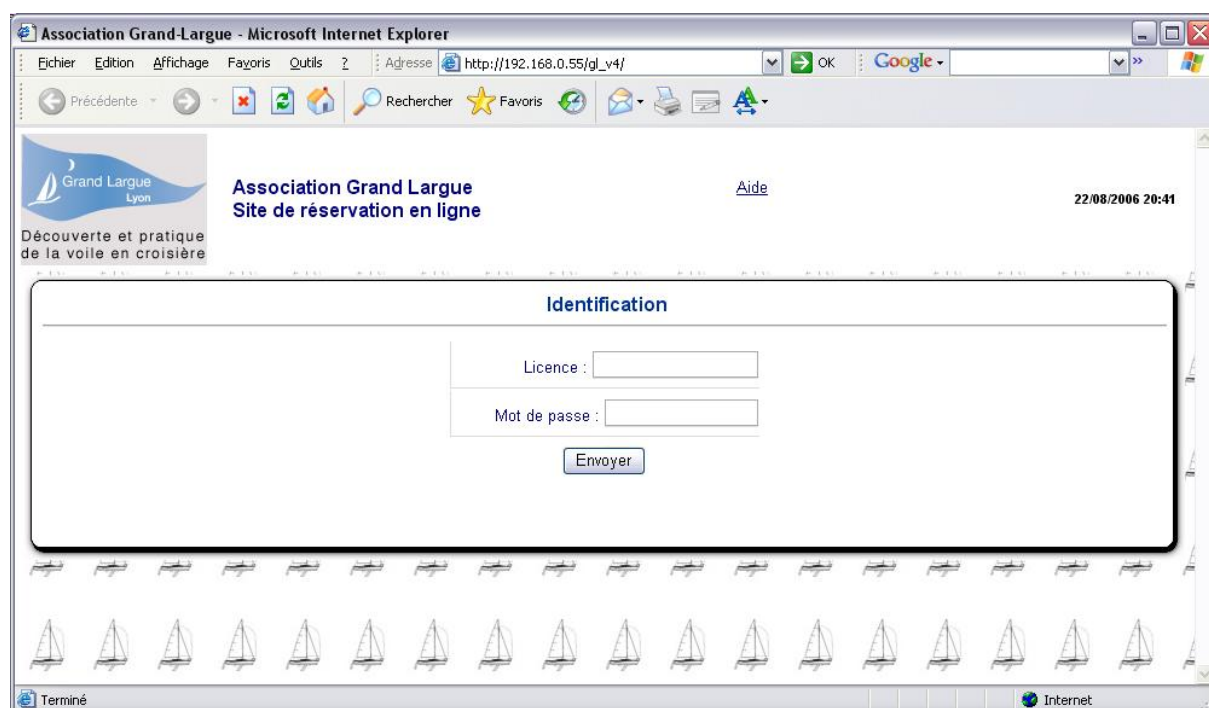 Association Grand-Largue - Microsoft Internet Explorer
Fichier Edition Affichage Favoris Outils ? Adresse http://192.168.0.55/gl_v4/ OK Google
Précédente Rechercher Favoris
Grand Largue
Lyon
Découverte et pratique
de la voile en croisière
Association Grand Largue
Site de réservation en ligne
Aide
22/08/2006 20:41
Identification
Licence :
Mot de passe :
Envoyer
Terminé Internet